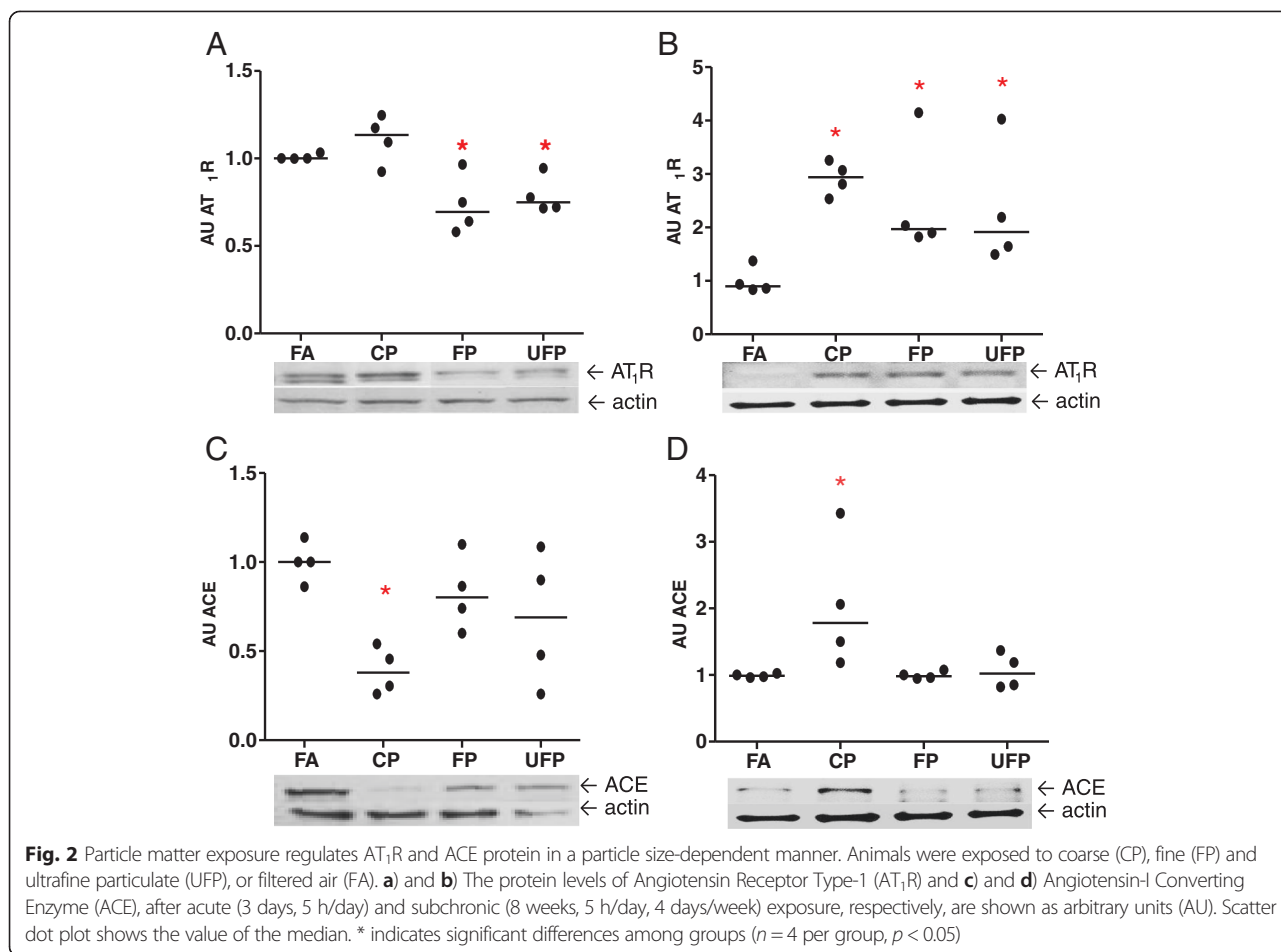 A
1.5
1.0
0.5
0.0
AU AT 1R
* *
FA CP FP UFP
← AT1R
← actin
B
5
4
3
2
1
0
AU AT 1R
* * *
FA CP FP UFP
← AT1R
← actin
C
1.5
1.0
0.5
0.0
AU ACE
*
FA CP FP UFP
← ACE
← actin
D
4
3
2
1
0
AU ACE
*
FA CP FP UFP
← ACE
← actin
Fig. 2 Particle matter exposure regulates AT₁R and ACE protein in a particle size-dependent manner. Animals were exposed to coarse (CP), fine (FP) and
ultrafine particulate (UFP), or filtered air (FA). a) and b) The protein levels of Angiotensin Receptor Type-1 (AT₁R) and c) and d) Angiotensin-I Converting
Enzyme (ACE), after acute (3 days, 5 h/day) and subchronic (8 weeks, 5 h/day, 4 days/week) exposure, respectively, are shown as arbitrary units (AU). Scatter
dot plot shows the value of the median. * indicates significant differences among groups (n = 4 per group, p < 0.05)